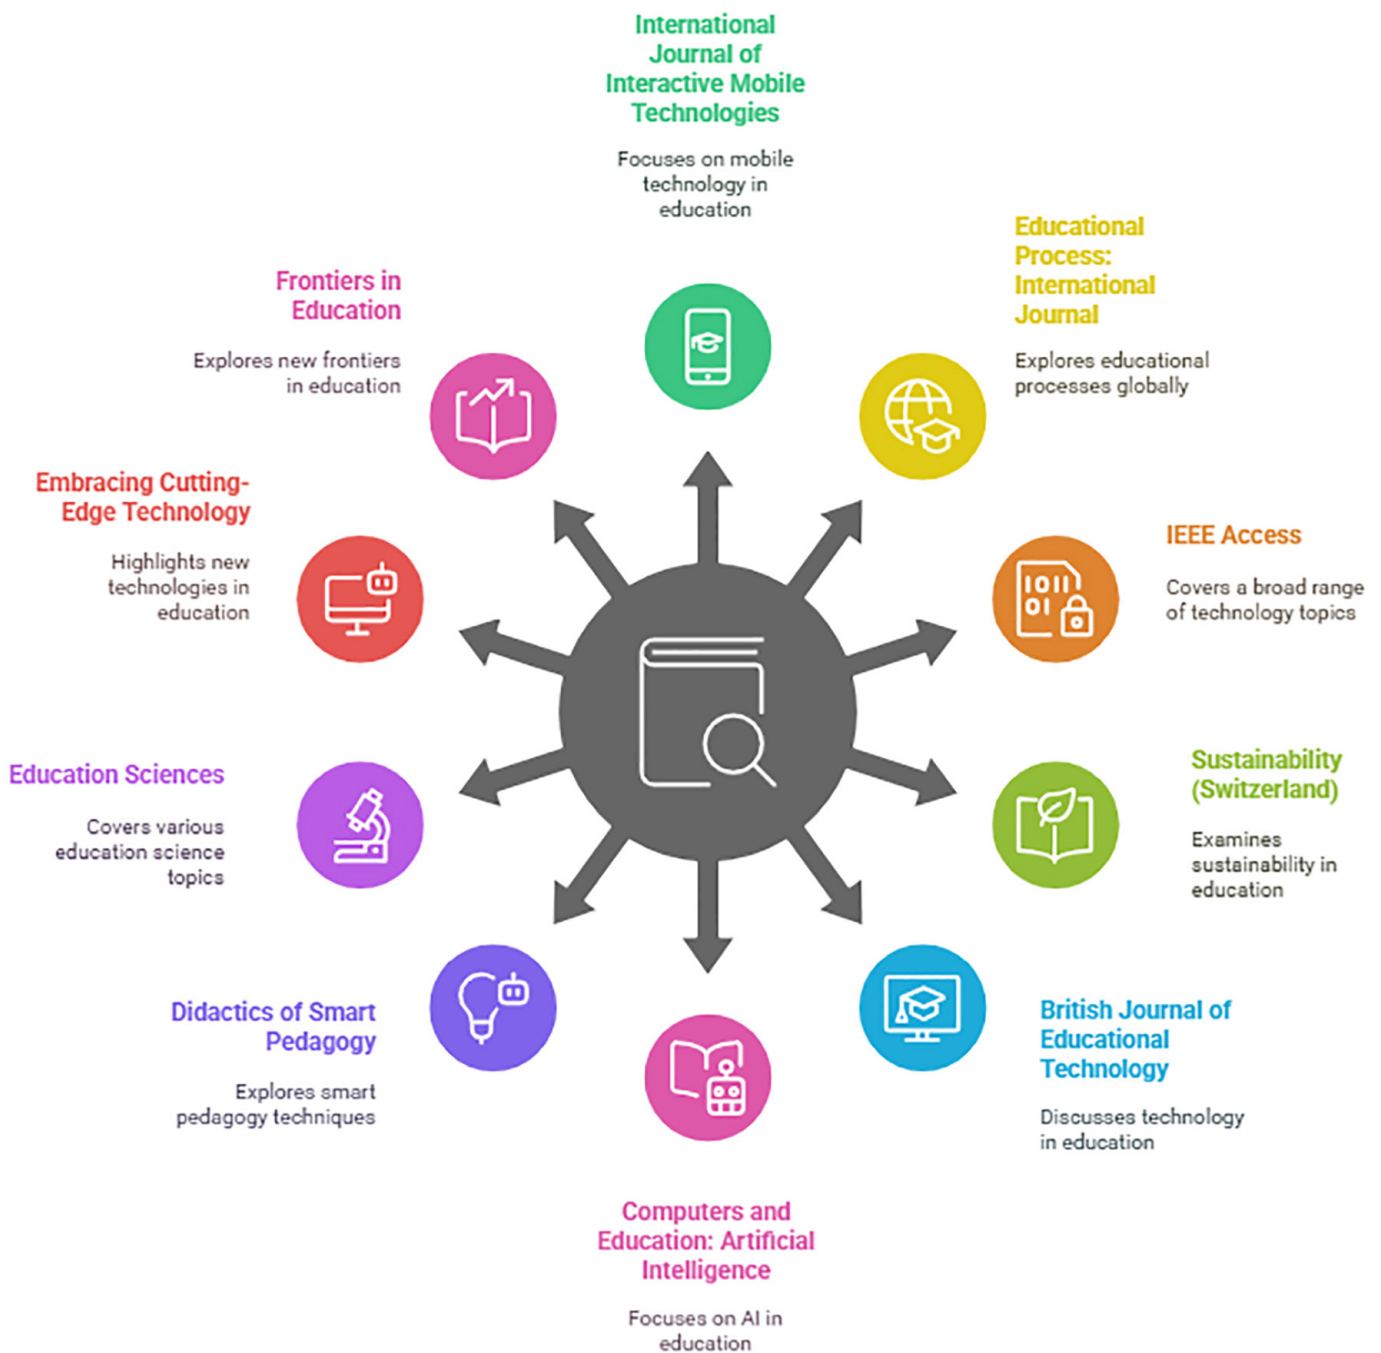 International
Journal of
Interactive Mobile
Technologies
Focuses on mobile
technology in
education
Educational
Process:
International
Journal
Explores educational
processes globally
IEEE Access
Covers a broad range
of technology topics
Sustainability
(Switzerland)
Examines
sustainability in
education
British Journal of
Educational
Technology
Discusses technology
in education
Computers and
Education: Artificial
Intelligence
Focuses on AI in
education
Didactics of Smart
Pedagogy
Explores smart
pedagogy techniques
Education Sciences
Covers various
education science
topics
Embracing Cutting-
Edge Technology
Highlights new
technologies in
education
Frontiers in
Education
Explores new frontiers
in education
1011
01